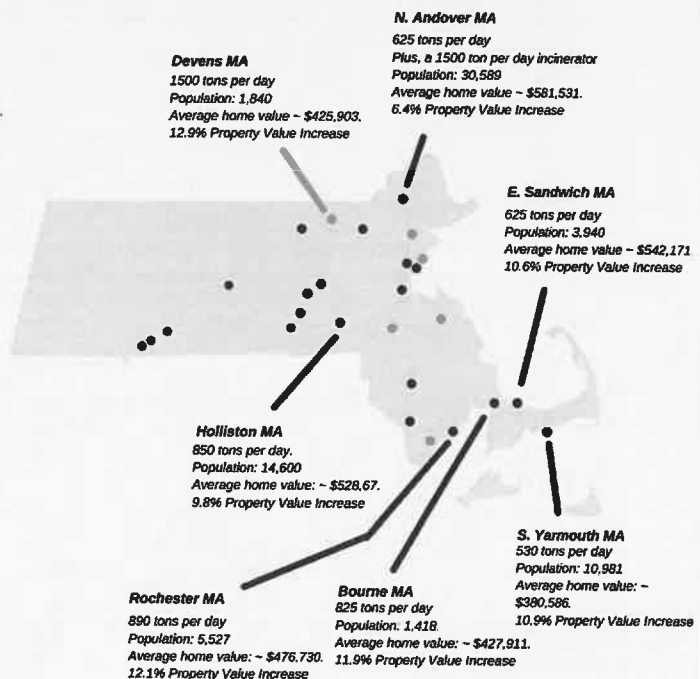 N. Andover MA
625 tons per day
Plus, a 1500 ton per day incinerator
Population: 30,589
Average home value ~ $581,531.
6.4% Property Value Increase
Devens MA
1500 tons per day
Population: 1,840
Average home value ~ $425,903.
12.9% Property Value Increase
E. Sandwich MA
625 tons per day
Population: 3,940
Average home value ~ $542,171
10.6% Property Value Increase
Holliston MA
850 tons per day.
Population: 14,600
Average home value: ~ $528,67.
9.8% Property Value Increase
S. Yarmouth MA
530 tons per day
Population: 10,981
Average home value: ~
$380,586.
10.9% Property Value Increase
Rochester MA
890 tons per day
Population: 5,527
Average home value: ~ $476,730.
12.1% Property Value Increase
Bourne MA
825 tons per day
Population: 1,418.
Average home value: ~ $427,911.
11.9% Property Value Increase